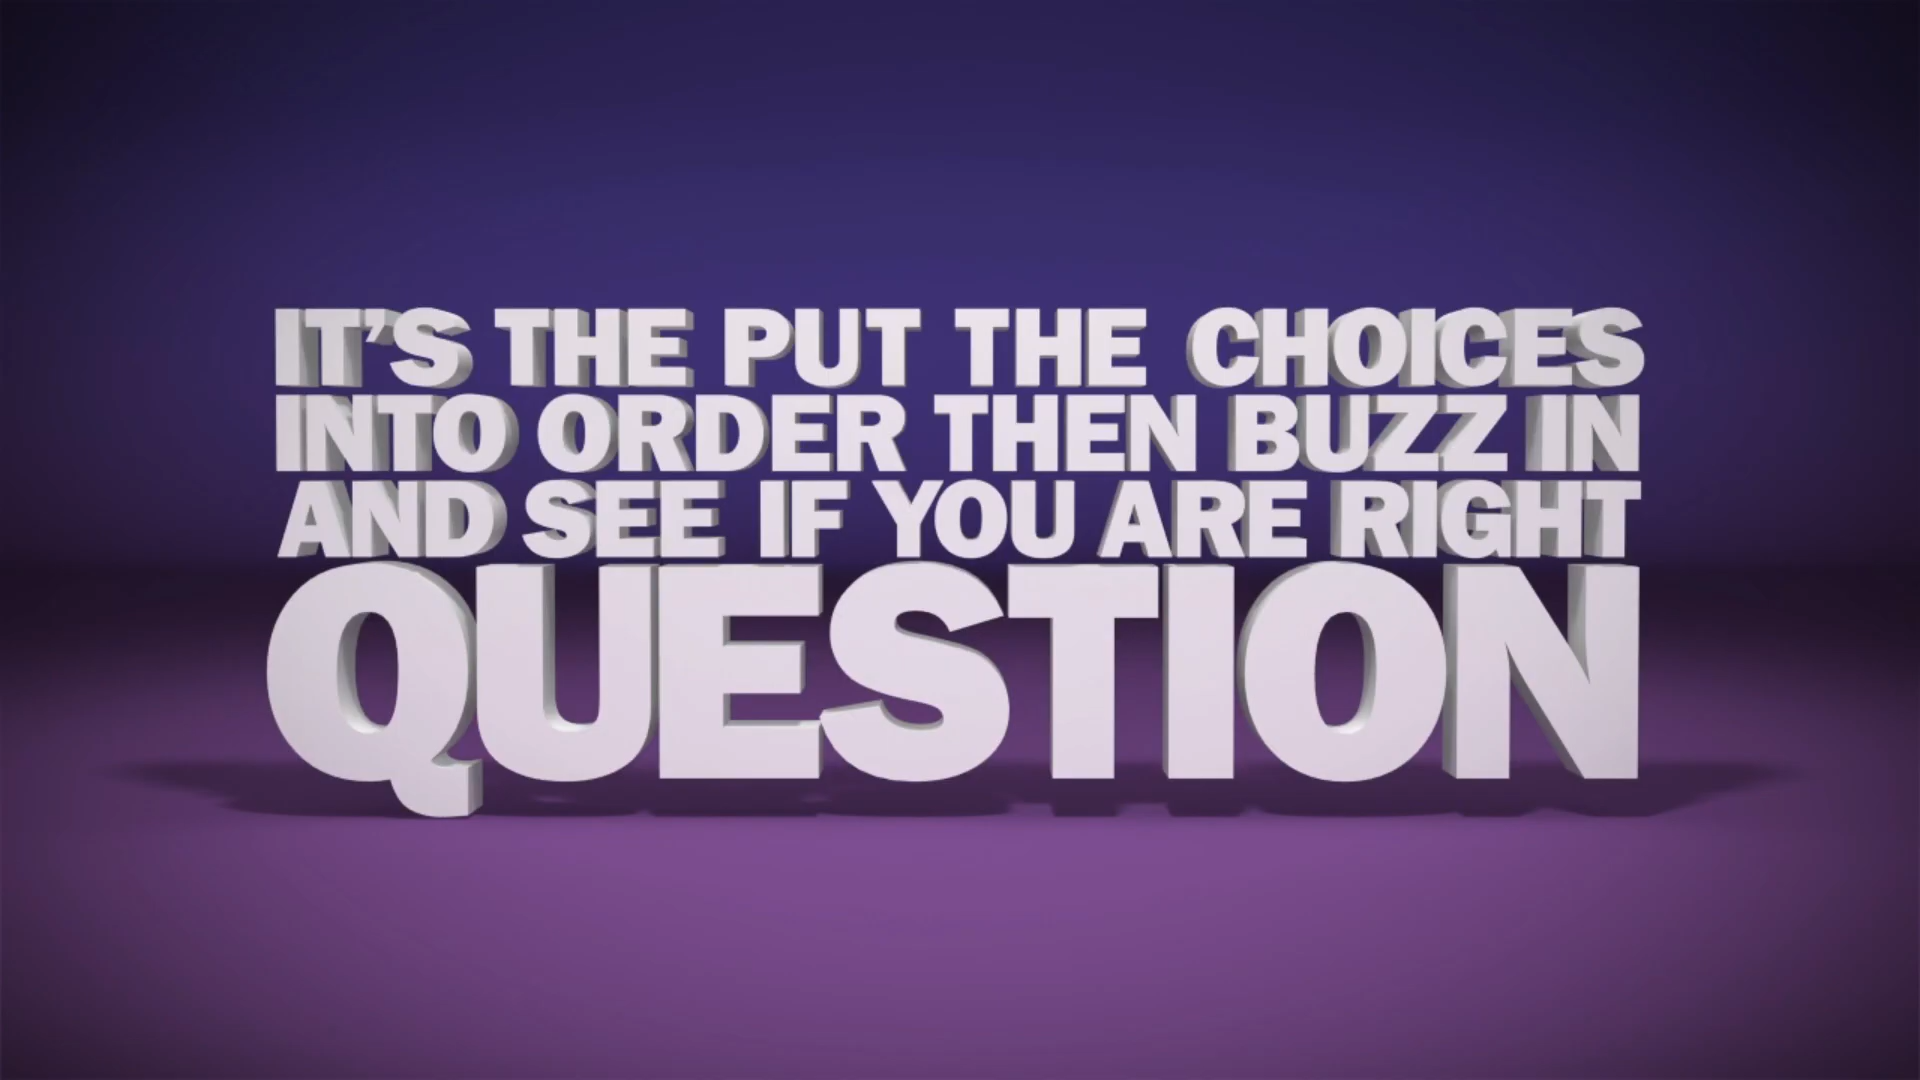 IT'S THE PUT THE CHOICES
INTO ORDER THEN BUZZ IN
AND SEE IF YOU ARE RIGHT
QUESTION